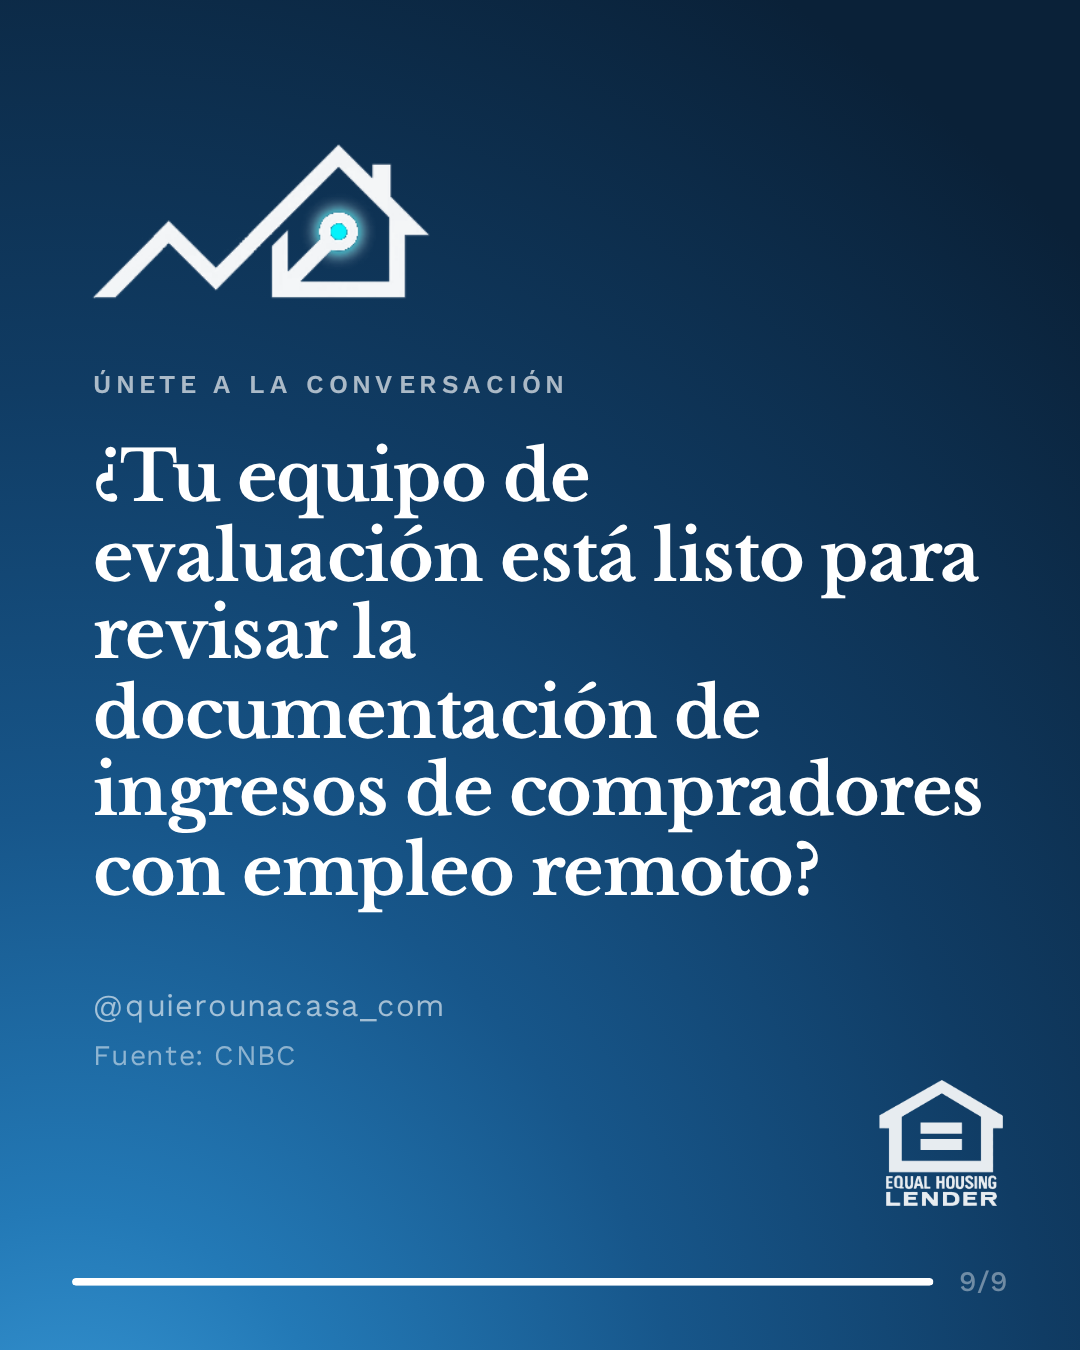 ÚNETE A LA CONVERSACIÓN
¿Tu equipo de
evaluación está listo para
revisar la
documentación de
ingresos de compradores
con empleo remoto?
@quierounacasa_com
Fuente: CNBC
EQUAL HOUSING
LENDER
9/9